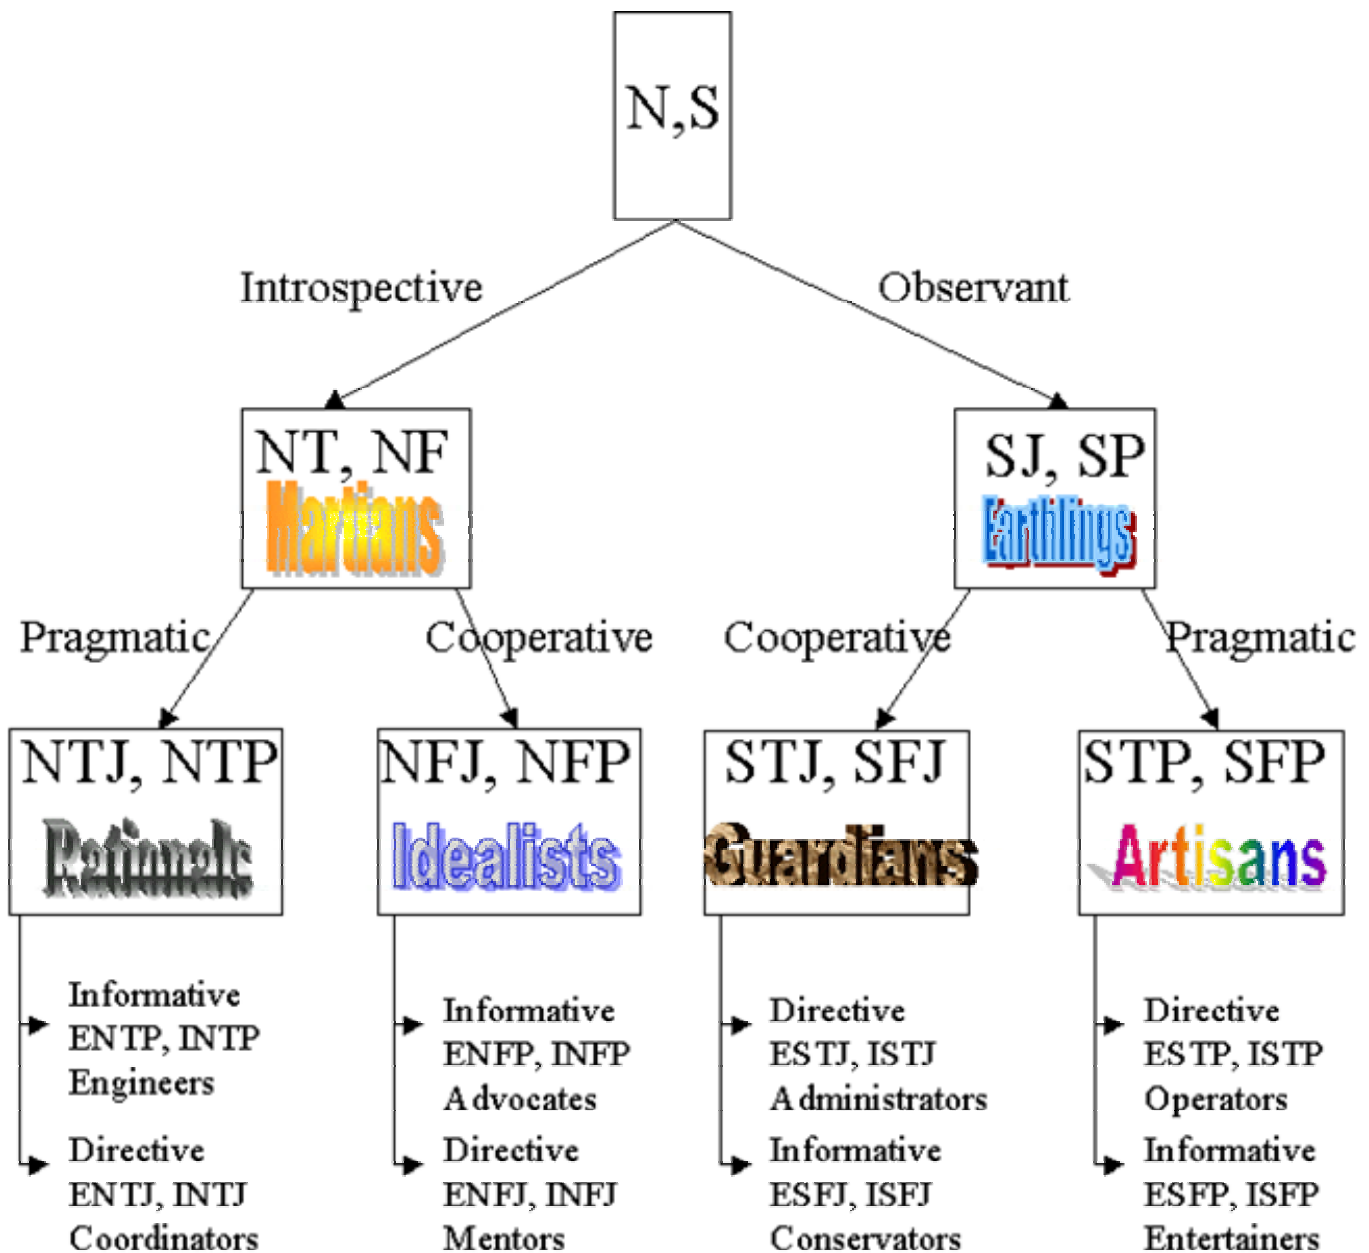 N,S
Introspective
Observant
NT, NF
Martians
SJ, SP
Earthlings
Pragmatic
Cooperative
Cooperative
Pragmatic
NTJ, NTP
Rationals
NFJ, NFP
Idealists
STJ, SFJ
Guardians
STP, SFP
Artisans
Informative
ENTP, INTP
Engineers
Directive
ENTJ, INTJ
Coordinators
Informative
ENFP, INFP
Advocates
Directive
ENFJ, INFJ
Mentors
Directive
ESTJ, ISTJ
Administrators
Informative
ESFJ, ISFJ
Conservators
Directive
ESTP, ISTP
Operators
Informative
ESFP, ISFP
Entertainers